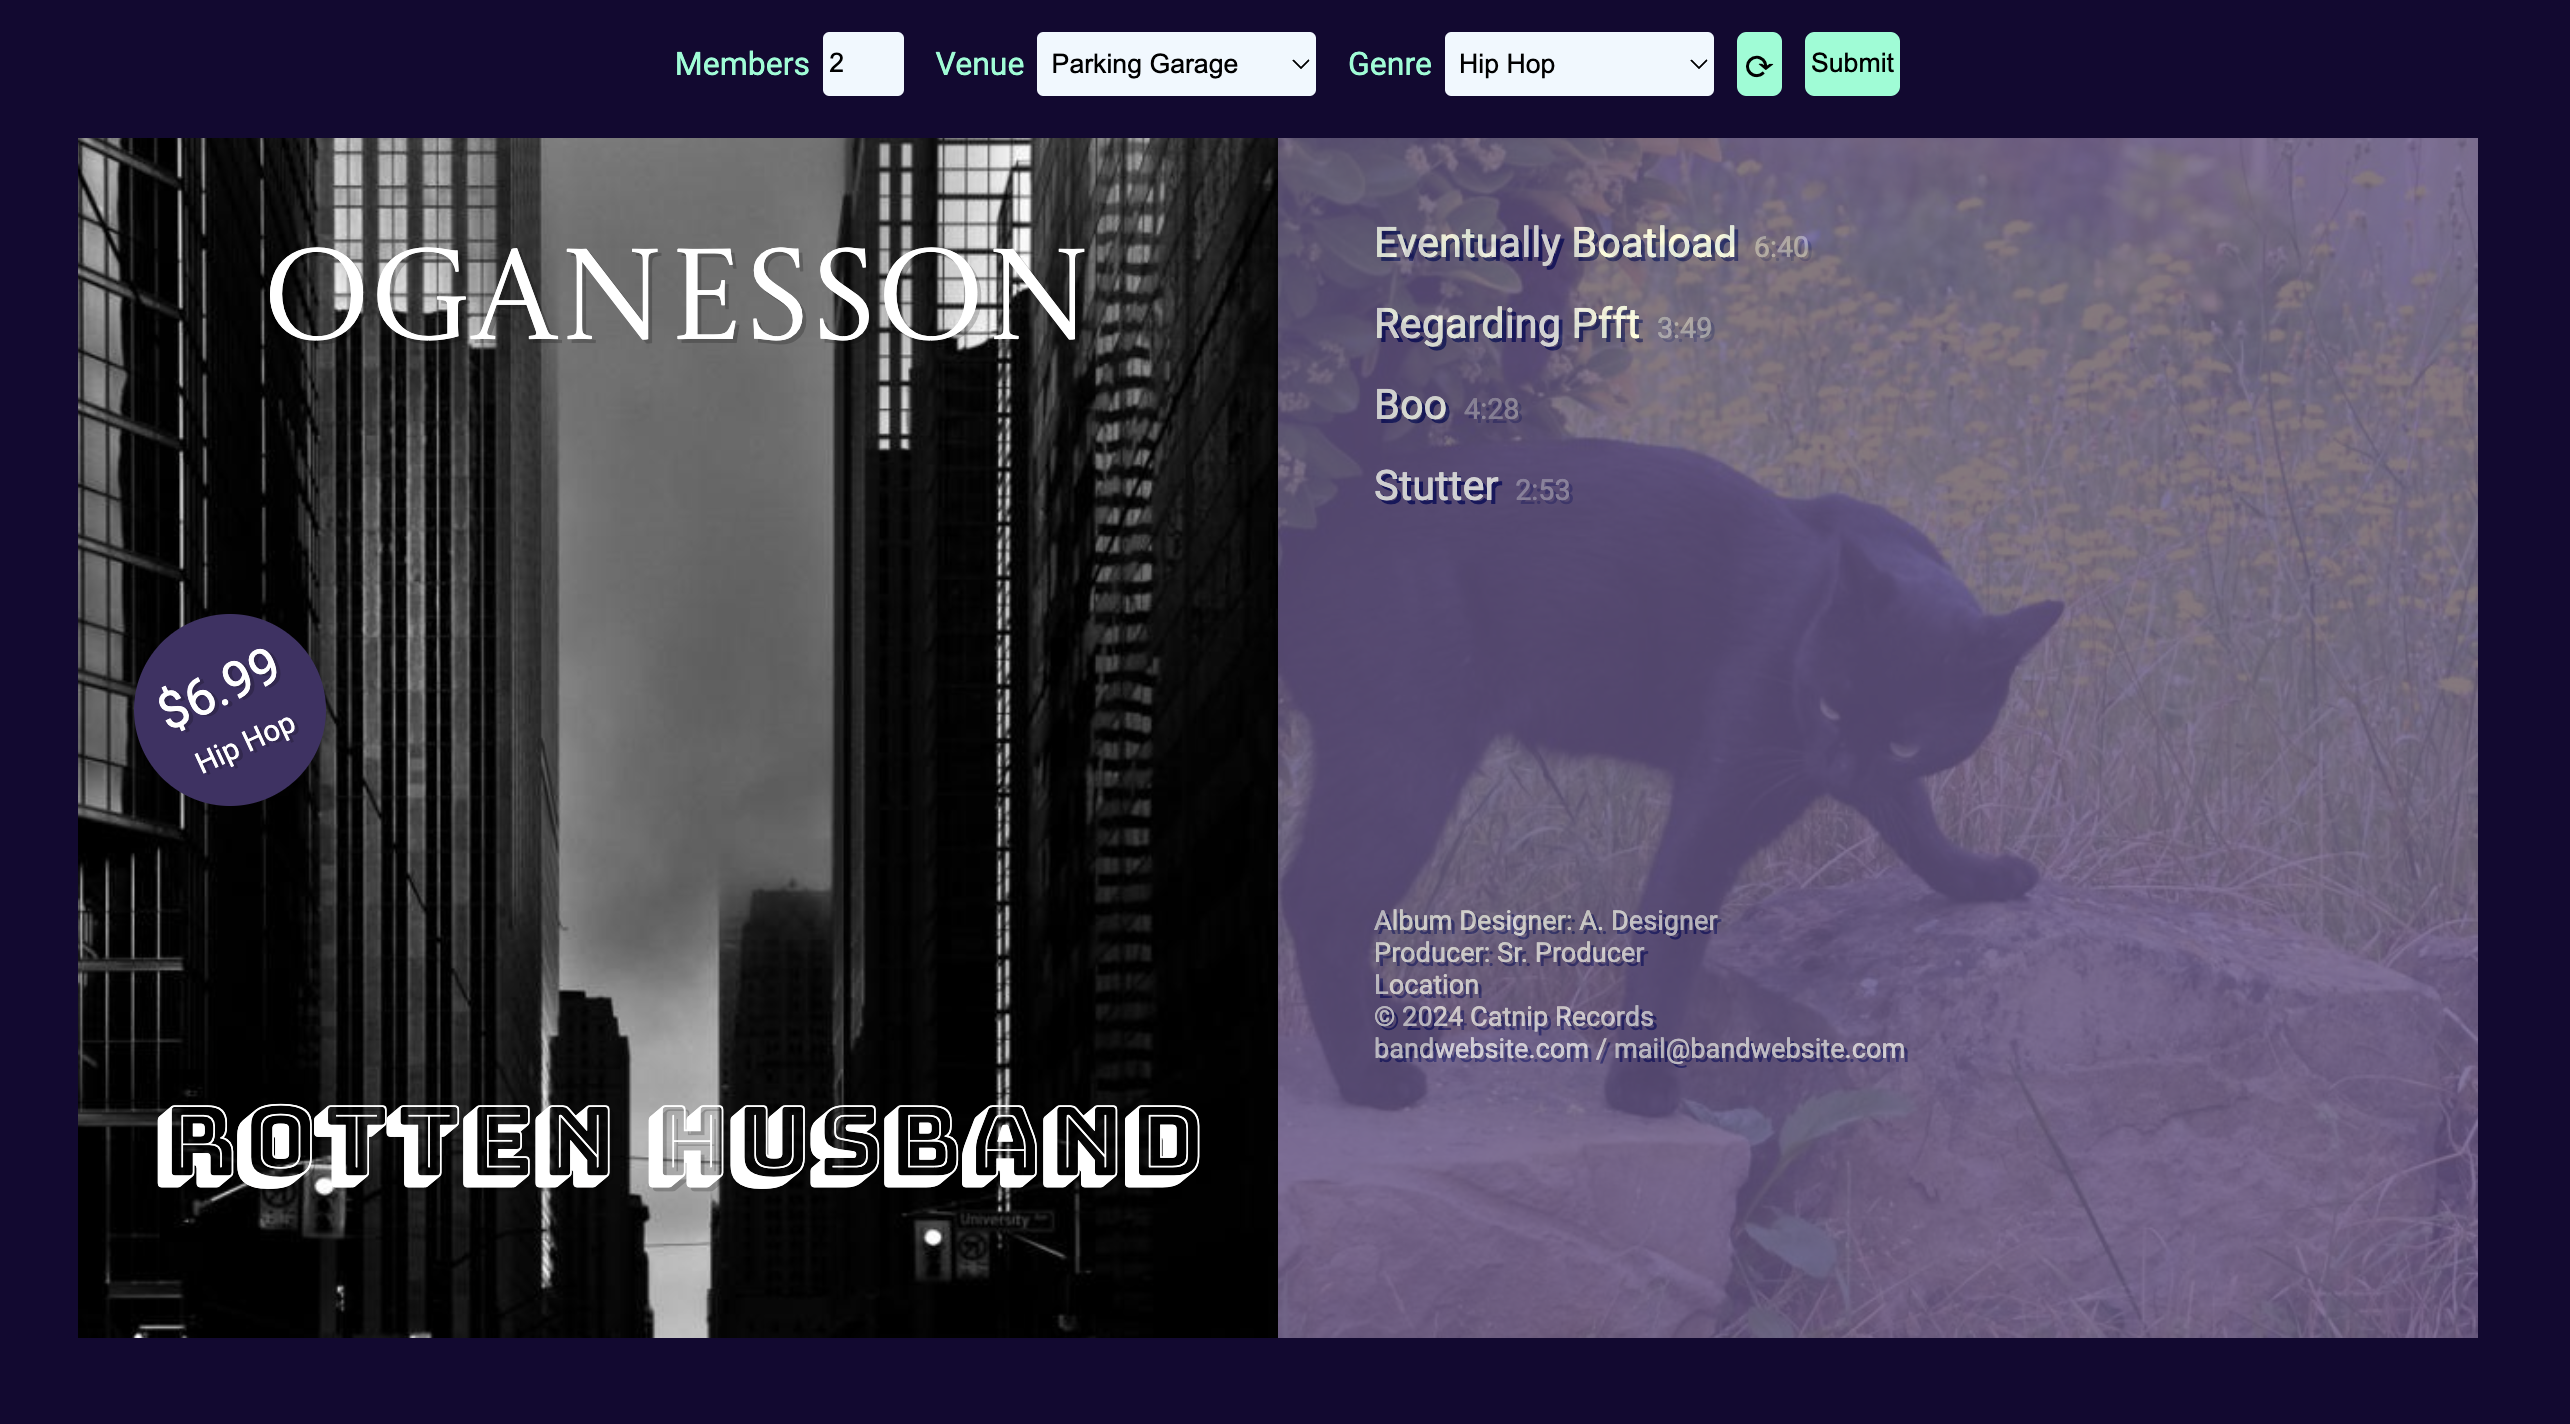 Members 2 Venue Parking Garage Genre Hip Hop ⟳ Submit
OGANESSON
$6.99
Hip Hop
ROTTEN HUSBAND
University Ave
Eventually Boatload 6:40
Regarding Pfft 3:49
Boo 4:28
Stutter 2:53
Album Designer: A. Designer
Producer: Sr. Producer
Location
© 2024 Catnip Records
bandwebsite.com / mail@bandwebsite.com